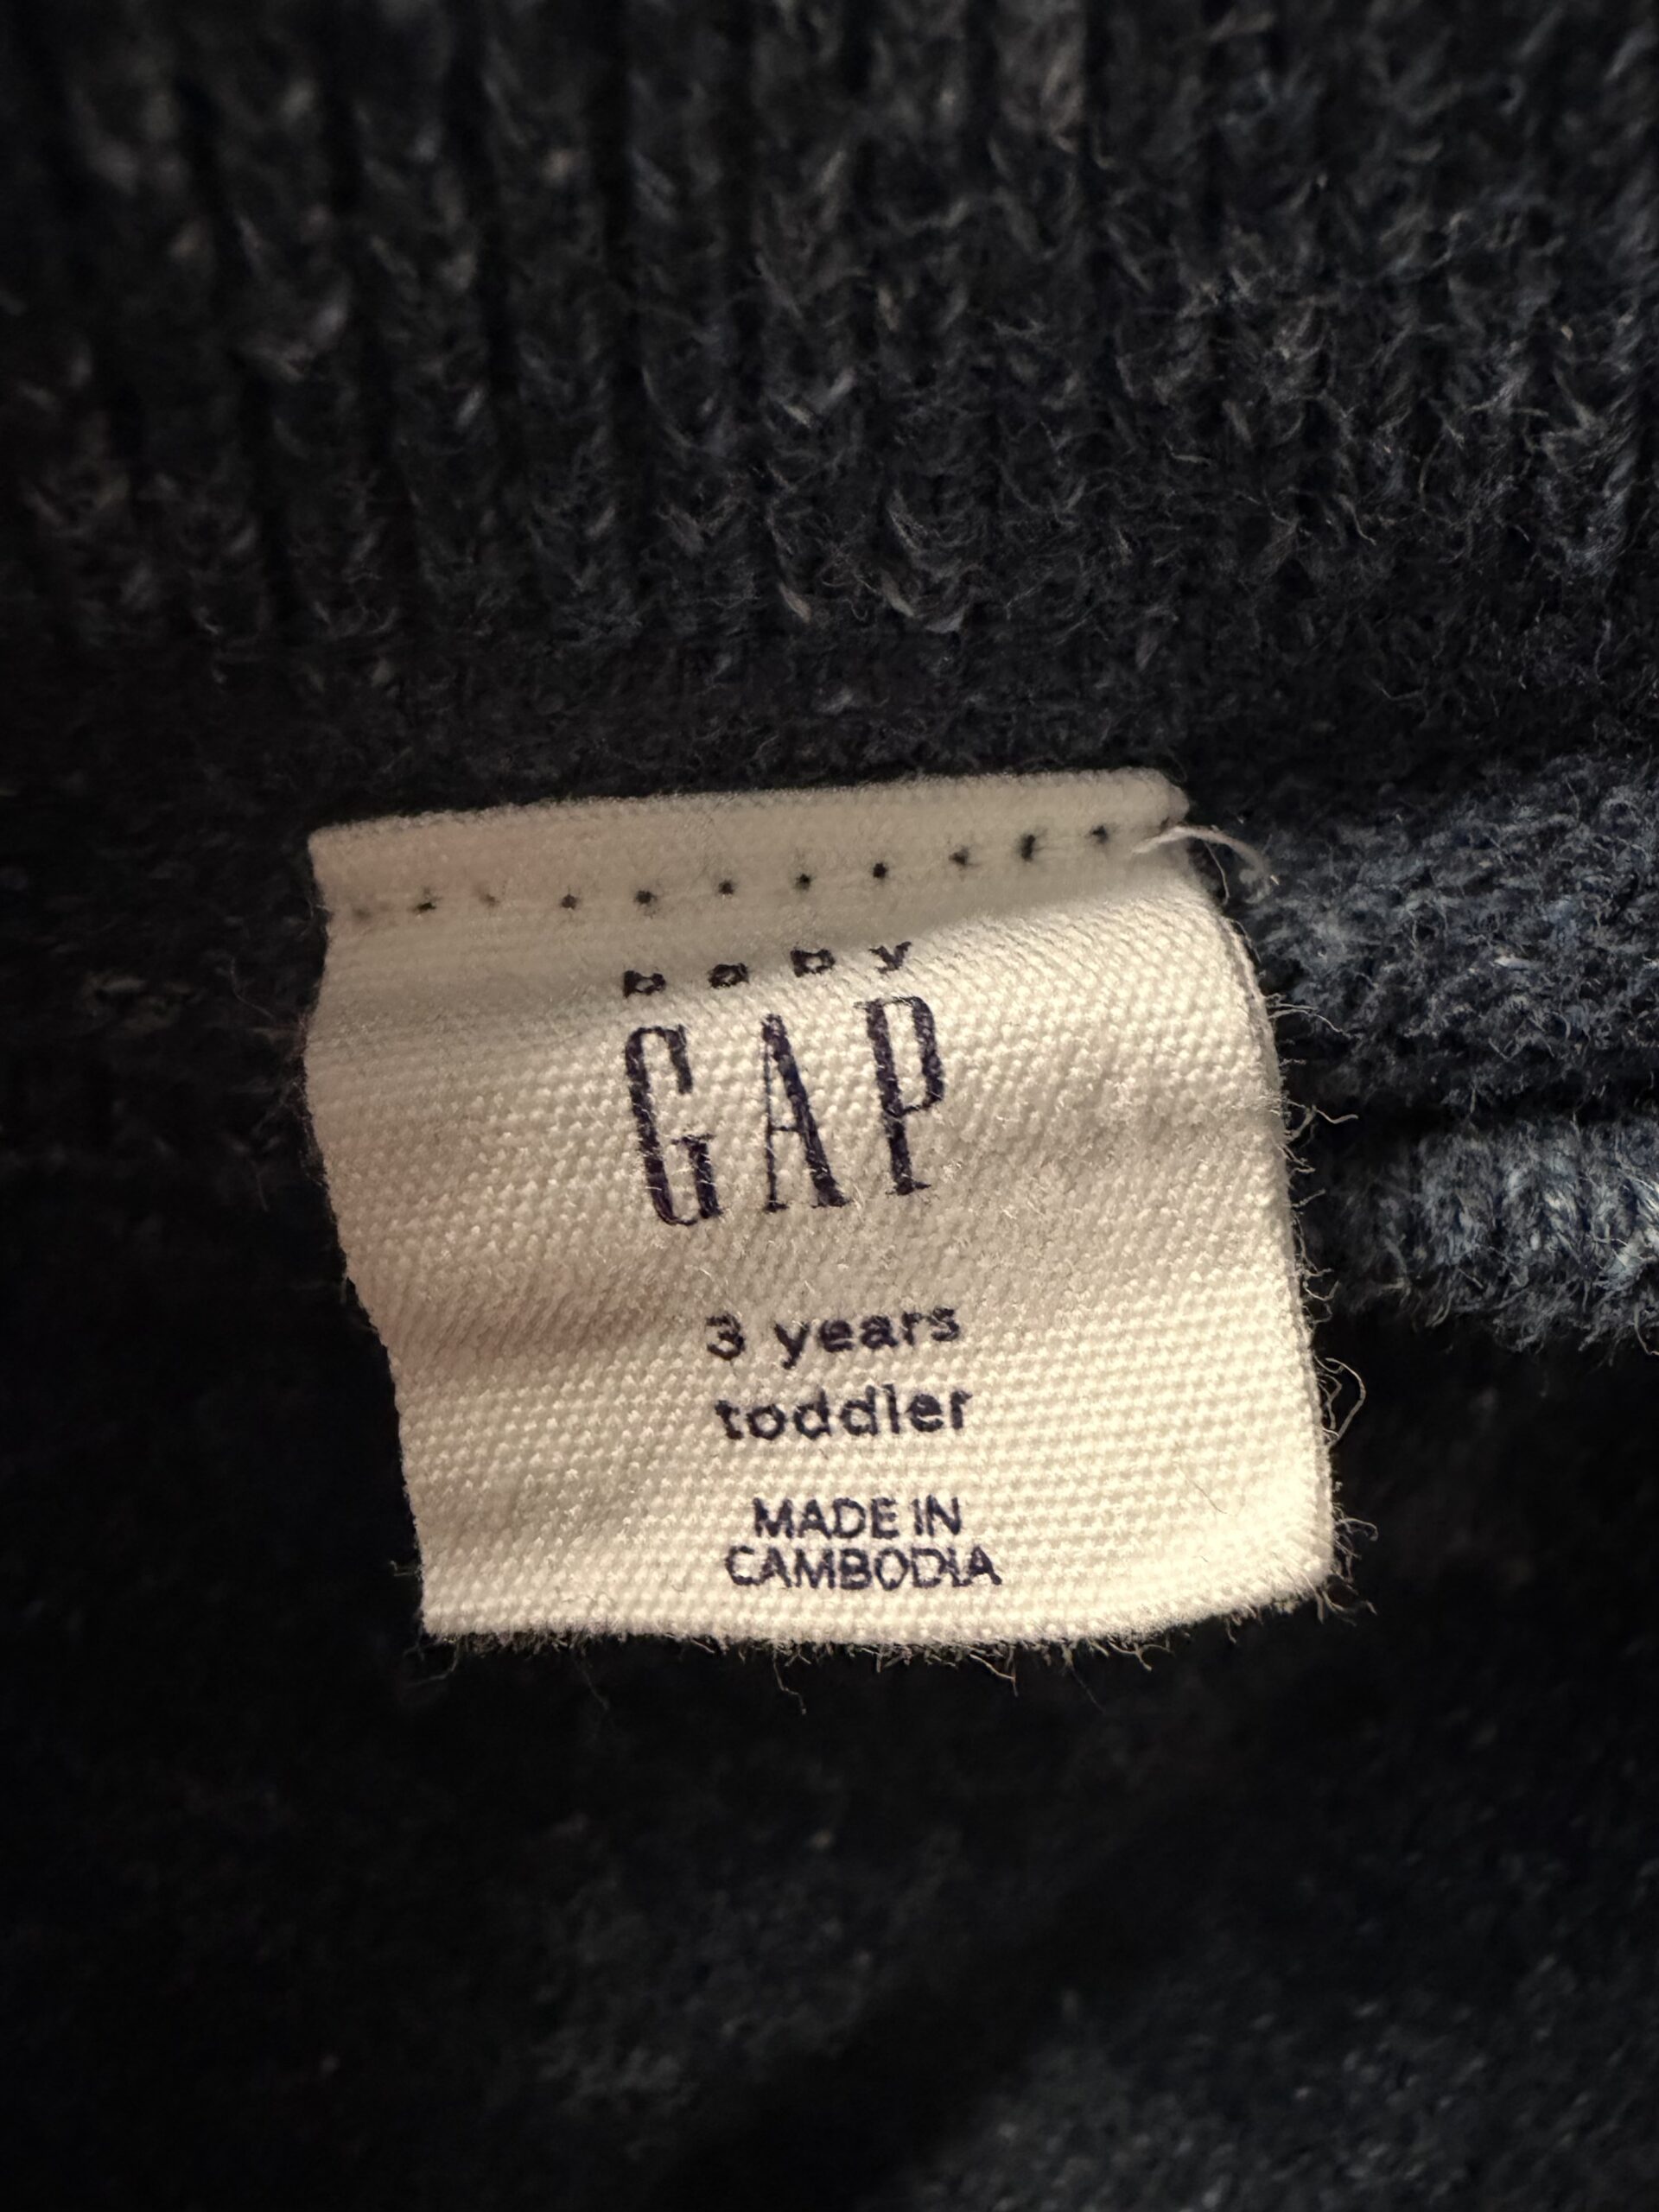 baby
GAP
3 years
toddler
MADE IN
CAMBODIA